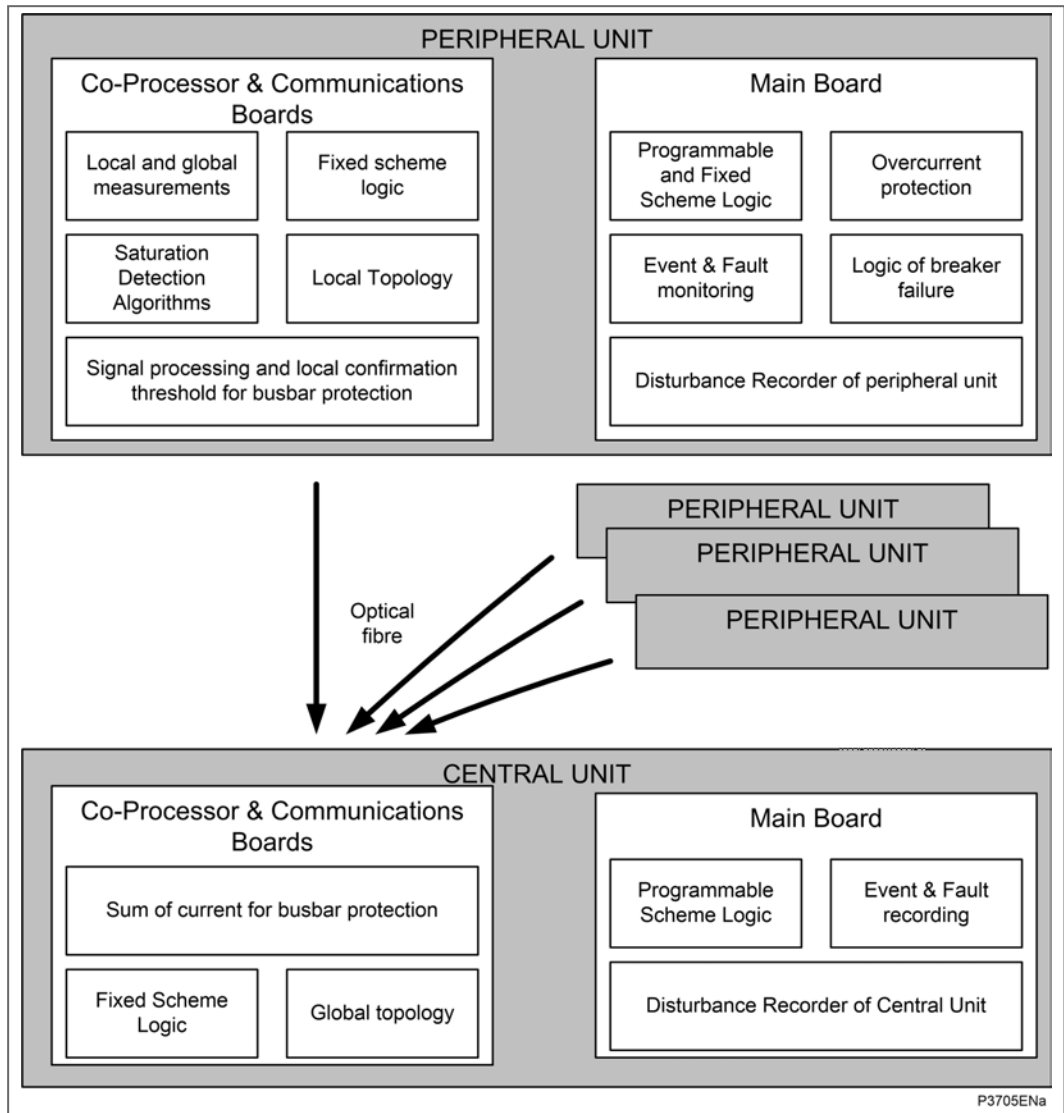 PERIPHERAL UNIT
Co-Processor & Communications
Boards
Local and global
measurements
Fixed scheme
logic
Saturation
Detection
Algorithms
Local Topology
Signal processing and local confirmation
threshold for busbar protection
Main Board
Programmable
and Fixed
Scheme Logic
Overcurrent
protection
Event & Fault
monitoring
Logic of breaker
failure
Disturbance Recorder of peripheral unit
Optical
fibre
PERIPHERAL UNIT
PERIPHERAL UNIT
PERIPHERAL UNIT
CENTRAL UNIT
Co-Processor & Communications
Boards
Sum of current for busbar protection
Fixed Scheme
Logic
Global topology
Main Board
Programmable
Scheme Logic
Event & Fault
recording
Disturbance Recorder of Central Unit
P3705ENa